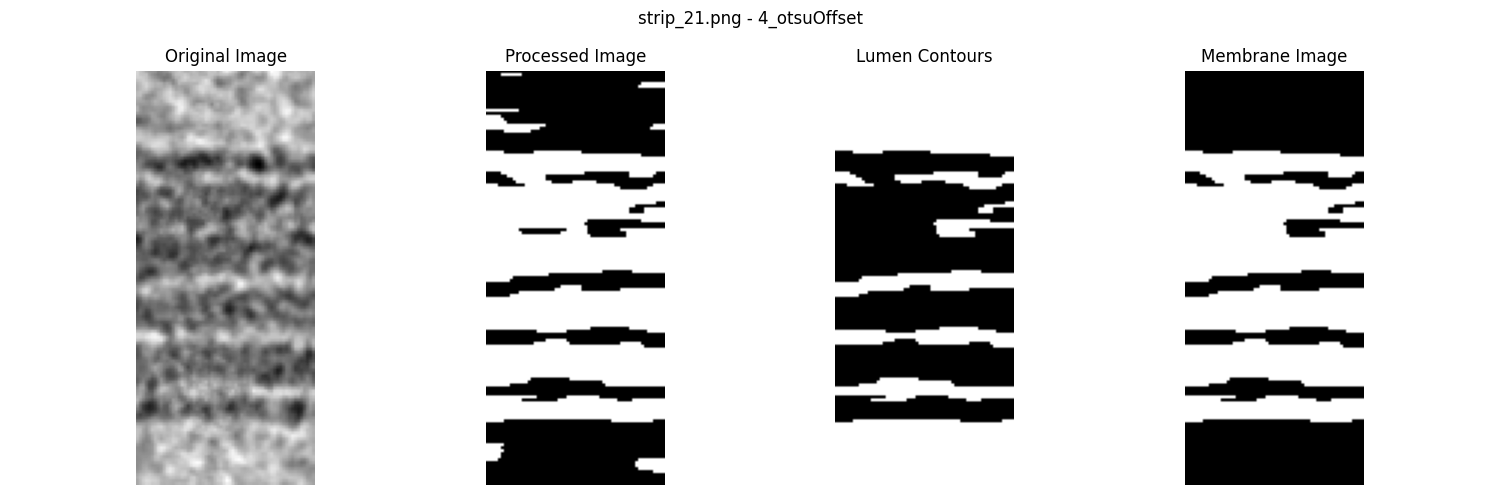 strip_21.png - 4_otsuOffset
Original Image
Processed Image
Lumen Contours
Membrane Image